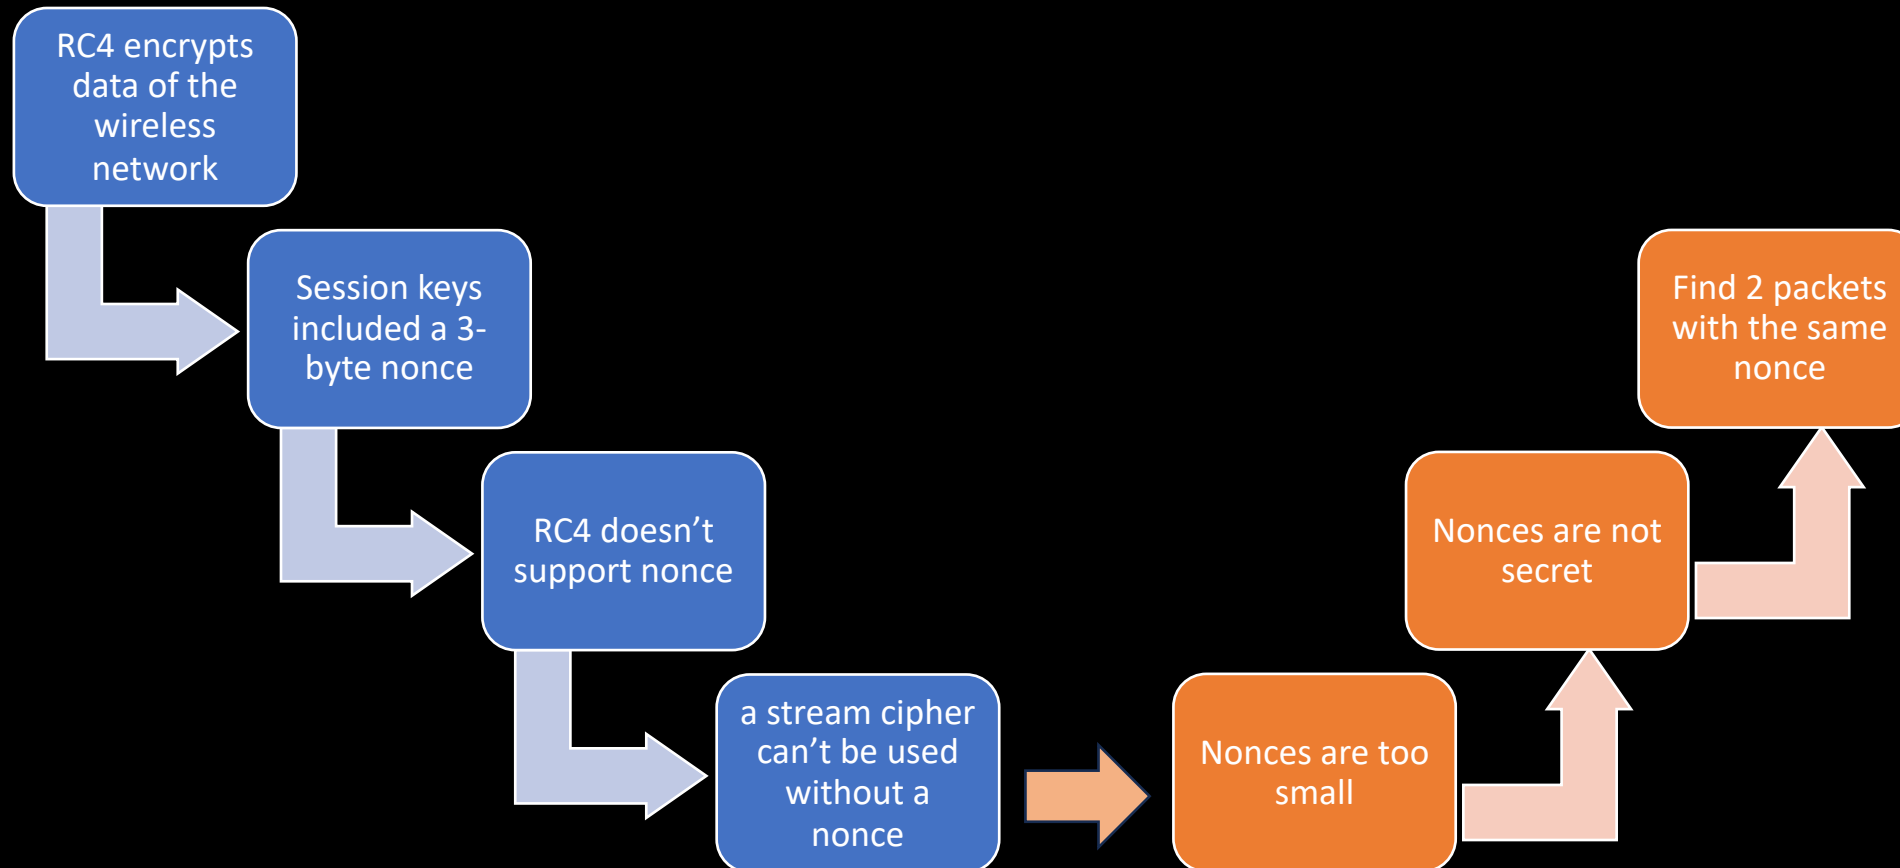 RC4 encrypts
data of the
wireless
network
Session keys
included a 3-
byte nonce
RC4 doesn’t
support nonce
a stream cipher
can’t be used
without a
nonce
Nonces are too
small
Nonces are not
secret
Find 2 packets
with the same
nonce